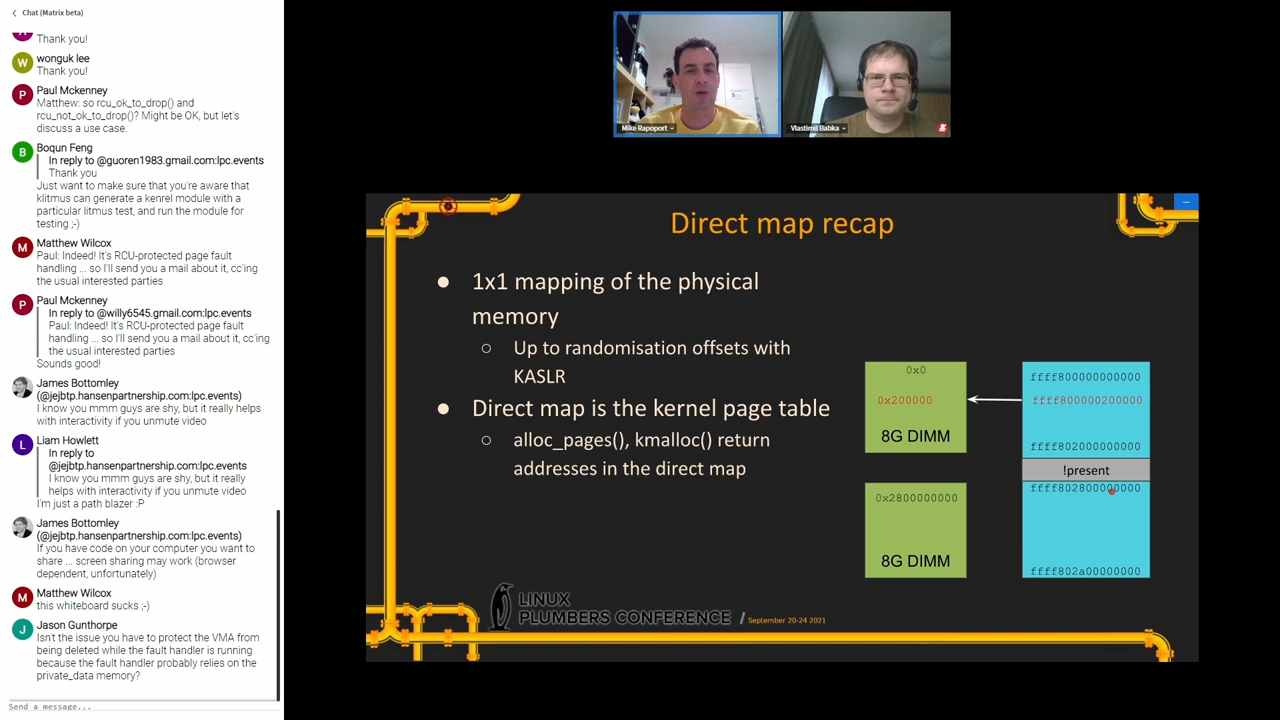 Chat (Matrix beta)
Thank you!
W
wonguk lee
Thank you!
P
Paul Mckenney
Matthew: so rcu_ok_to_drop() and
rcu_not_ok_to_drop()? Might be OK, but let's
discuss a use case.
B
Boqun Feng
In reply to @guoren1983.gmail.com:lpc.events
Thank you
Just want to make sure that you're aware that
klitmus can generate a kenrel module with a
particular litmus test, and run the module for
testing ;-)
M
Matthew Wilcox
Paul: Indeed! It's RCU-protected page fault
handling ... so I'll send you a mail about it, cc'ing
the usual interested parties
P
Paul Mckenney
In reply to @willy6545.gmail.com:lpc.events
Paul: Indeed! It's RCU-protected page fault
handling ... so I'll send you a mail about it, cc'ing
the usual interested parties
Sounds good!
James Bottomley
(@jejbtp.hansenpartnership.com:lpc.events)
I know you mmm guys are shy, but it really helps
with interactivity if you unmute video
L
Liam Howlett
In reply to
@jejbtp.hansenpartnership.com:lpc.events
I know you mmm guys are shy, but it really
helps with interactivity if you unmute video
I'm just a path blazer :P
James Bottomley
(@jejbtp.hansenpartnership.com:lpc.events)
If you have code on your computer you want to
share ... screen sharing may work (browser
dependent, unfortunately)
M
Matthew Wilcox
this whiteboard sucks ;-)
J
Jason Gunthorpe
Isn't the issue you have to protect the VMA from
being deleted while the fault handler is running
because the fault handler probably relies on the
private_data memory?
Send a message...
Mike Rapoport
Vlastimil Babka
Direct map recap
● 1x1 mapping of the physical
memory
○ Up to randomisation offsets with
KASLR
● Direct map is the kernel page table
○ alloc_pages(), kmalloc() return
addresses in the direct map
0x0
0x200000
8G DIMM
0x2800000000
8G DIMM
ffff800000000000
ffff800000200000
ffff802000000000
!present
ffff802800000000
ffff802a00000000
LINUX
PLUMBERS CONFERENCE / September 20-24 2021